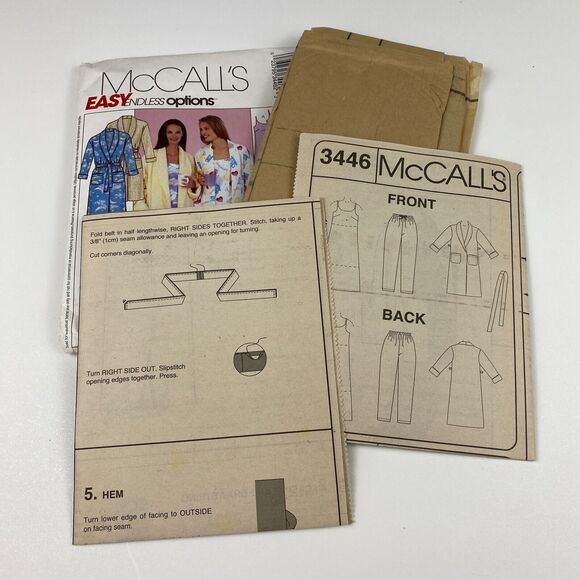 McCALL'S
EASY ENDLESS options
3446 McCALL'S
FRONT
BACK
Fold belt in half lengthwise, RIGHT SIDES TOGETHER. Stitch, taking up a
3/8" (1cm) seam allowance and leaving an opening for turning.
Cut corners diagonally.
Turn RIGHT SIDE OUT. Slipstitch
opening edges together. Press.
5. HEM
Turn lower edge of facing to OUTSIDE
on facing seam.